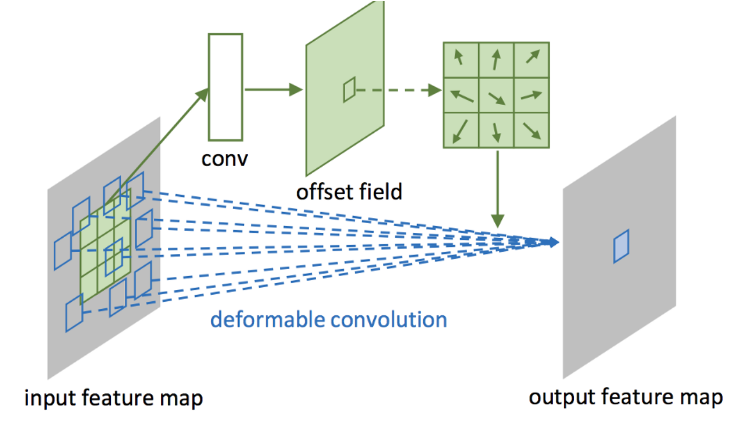 conv
offset field
deformable convolution
input feature map
output feature map